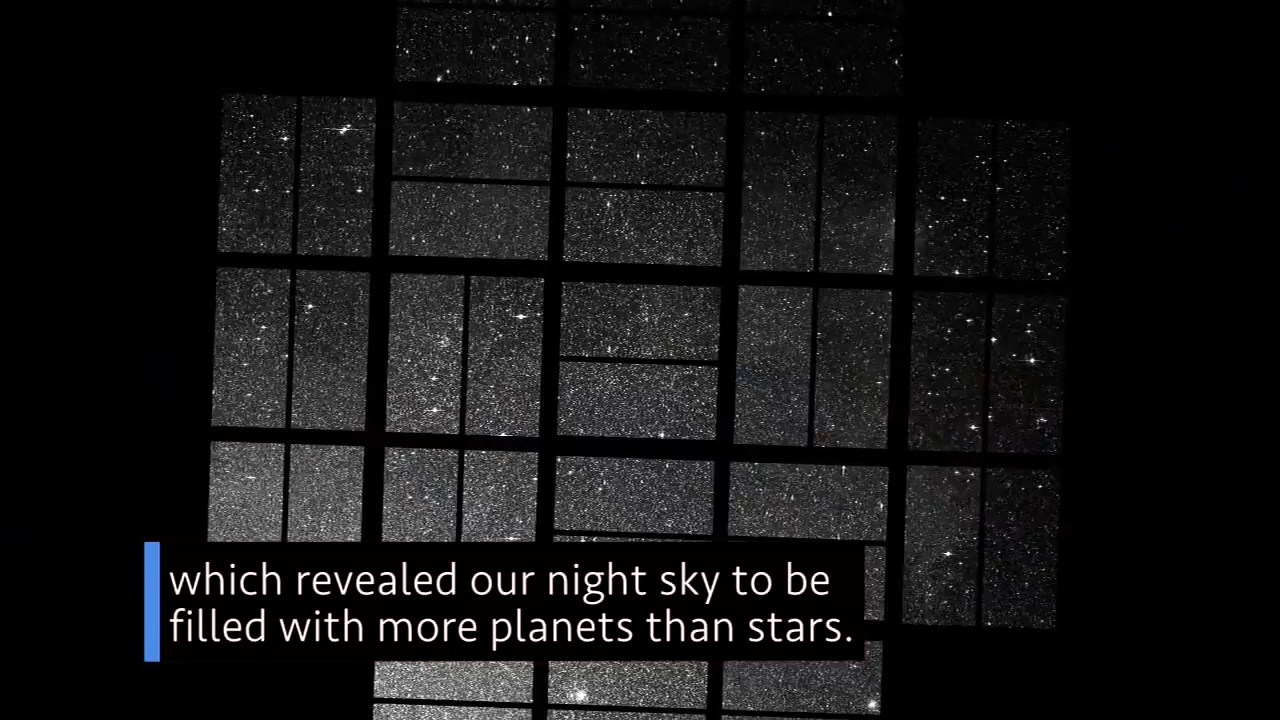 which revealed our night sky to be
filled with more planets than stars.